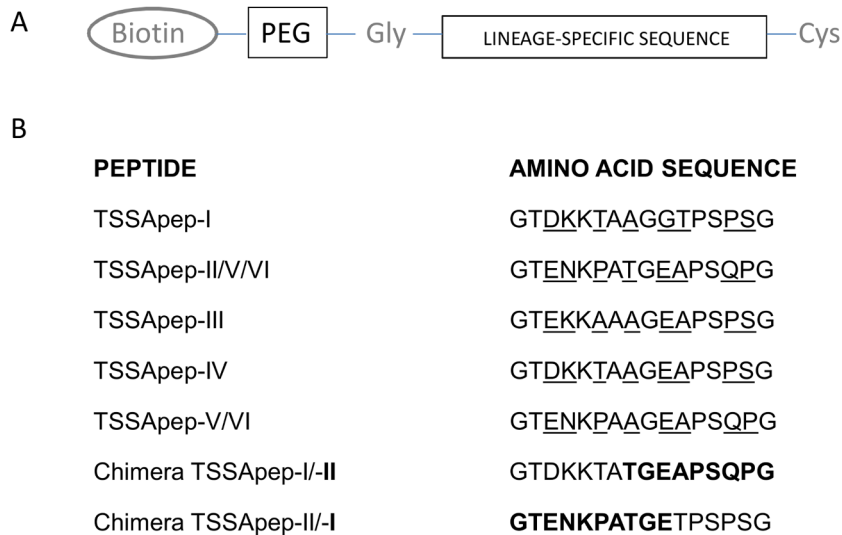 A
Biotin PEG Gly LINEAGE-SPECIFIC SEQUENCE Cys
B
PEPTIDE AMINO ACID SEQUENCE
TSSApep-I GTDKKTAAGGTPSPSG
TSSApep-II/V/VI GTENKPATGEAPSQPG
TSSApep-III GTEKKAAAGEAPSPSG
TSSApep-IV GTDKKTAAGEAPSPSG
TSSApep-V/VI GTENKPAAGEAPSQPG
Chimera TSSApep-I/-II GTDKKTATGEAPSQPG
Chimera TSSApep-II/-I GTENKPATGETPSPSG